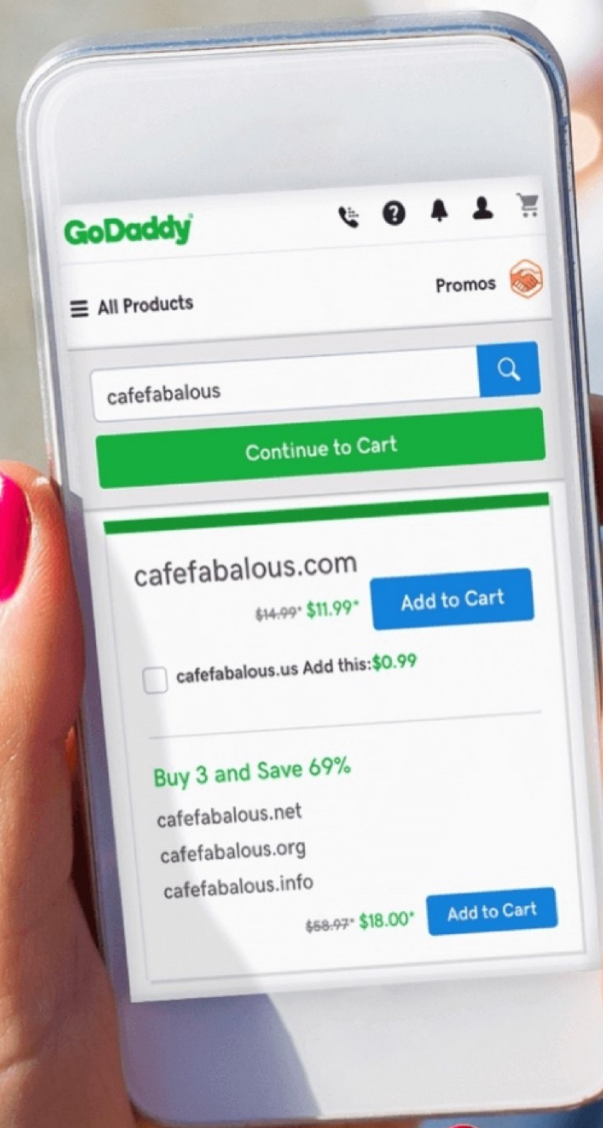 GoDaddy
Promos
All Products
cafefabalous
Continue to Cart
cafefabalous.com
$14.99* $11.99*
Add to Cart
cafefabalous.us Add this:$0.99
Buy 3 and Save 69%
cafefabalous.net
cafefabalous.org
cafefabalous.info
$58.97* $18.00*
Add to Cart